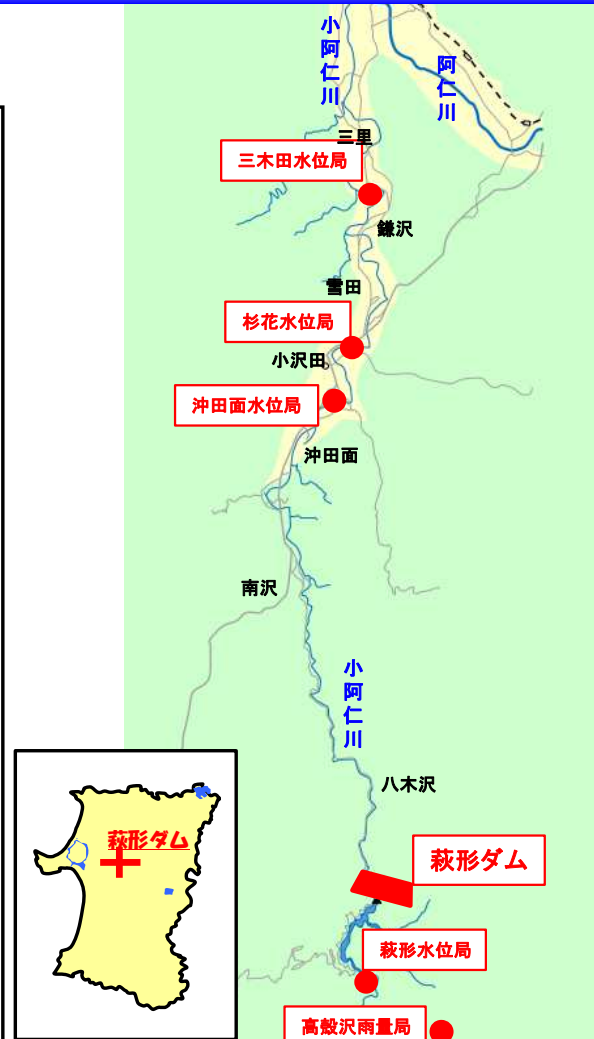 小阿仁川
阿仁川
三里
三木田水位局
鎌沢
雪田
杉花水位局
小沢田
沖田面水位局
沖田面
南沢
小阿仁川
八木沢
萩形ダム
萩形ダム
萩形水位局
高殻沢雨量局